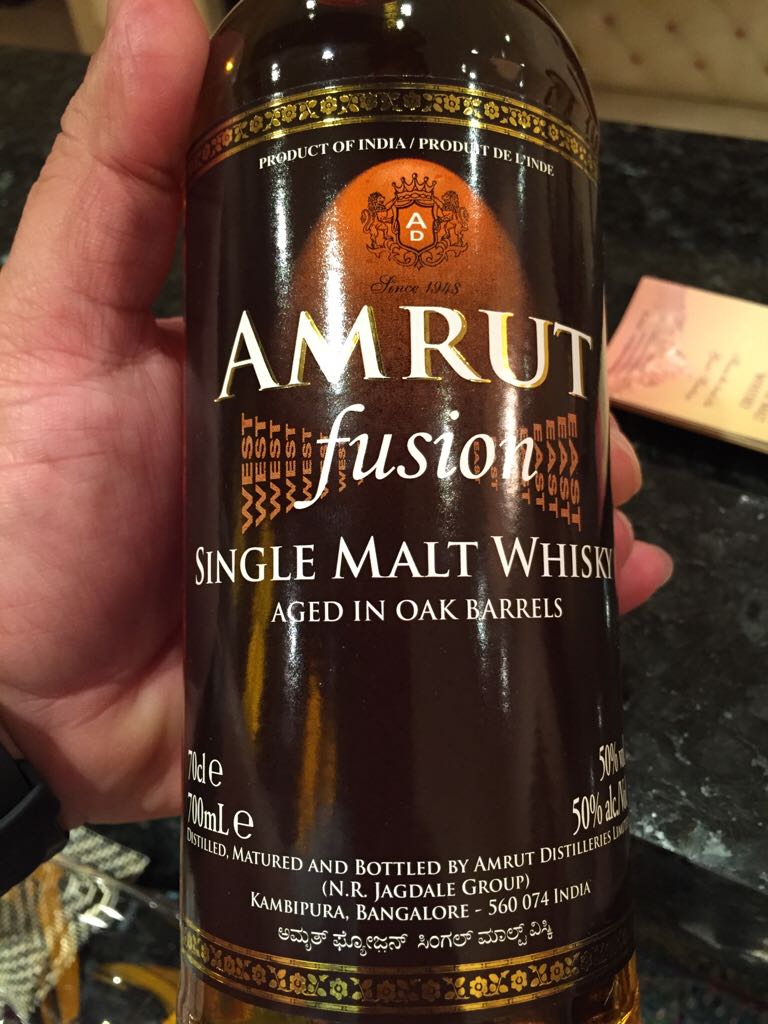 PRODUCT OF INDIA / PRODUIT DE L'INDE
A
D
Since 1948
AMRUT
WEST WEST WEST WEST WEST WEST fusion EAST EAST EAST EAST
SINGLE MALT WHISKY
AGED IN OAK BARRELS
70cl e 50%
700mL e 50% alc./Vol
DISTILLED, MATURED AND BOTTLED BY AMRUT DISTILLERIES
(N.R. JAGDALE GROUP)
KAMBIPURA, BANGALORE - 560 074 INDIA
ಅಮೃತ್ ಫ್ಯೂಷನ್ ಸಿಂಗಲ್ ಮಾಲ್ಟ್ ವಿಸ್ಕಿ